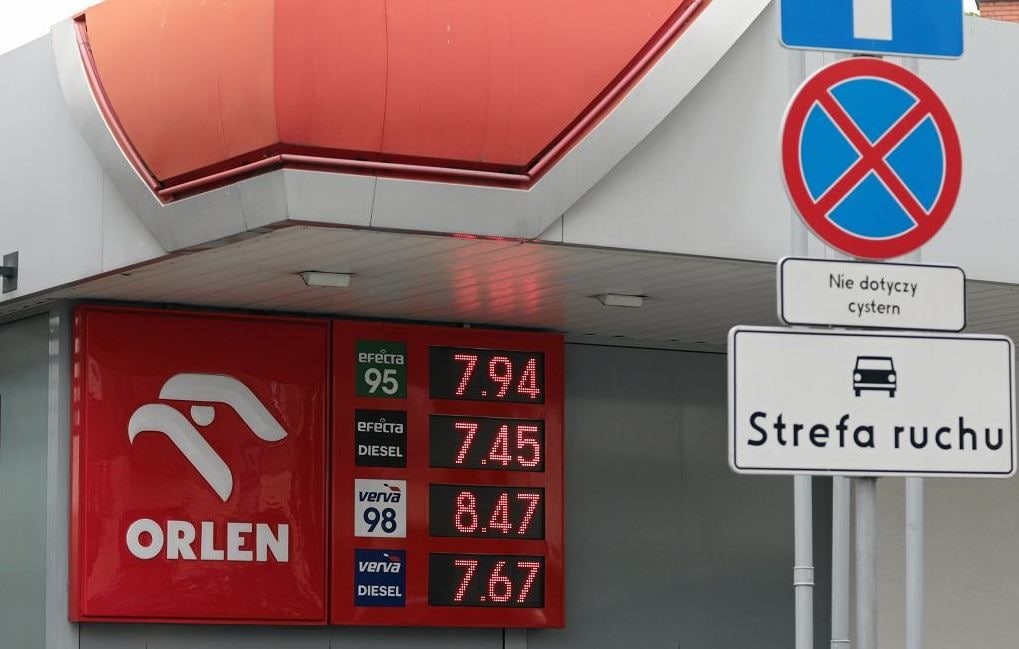 ORLEN
efecta
95
7.94
efecta
DIESEL
7.45
verva
98
8.47
verva
DIESEL
7.67
Nie dotyczy
cystern
Strefa ruchu